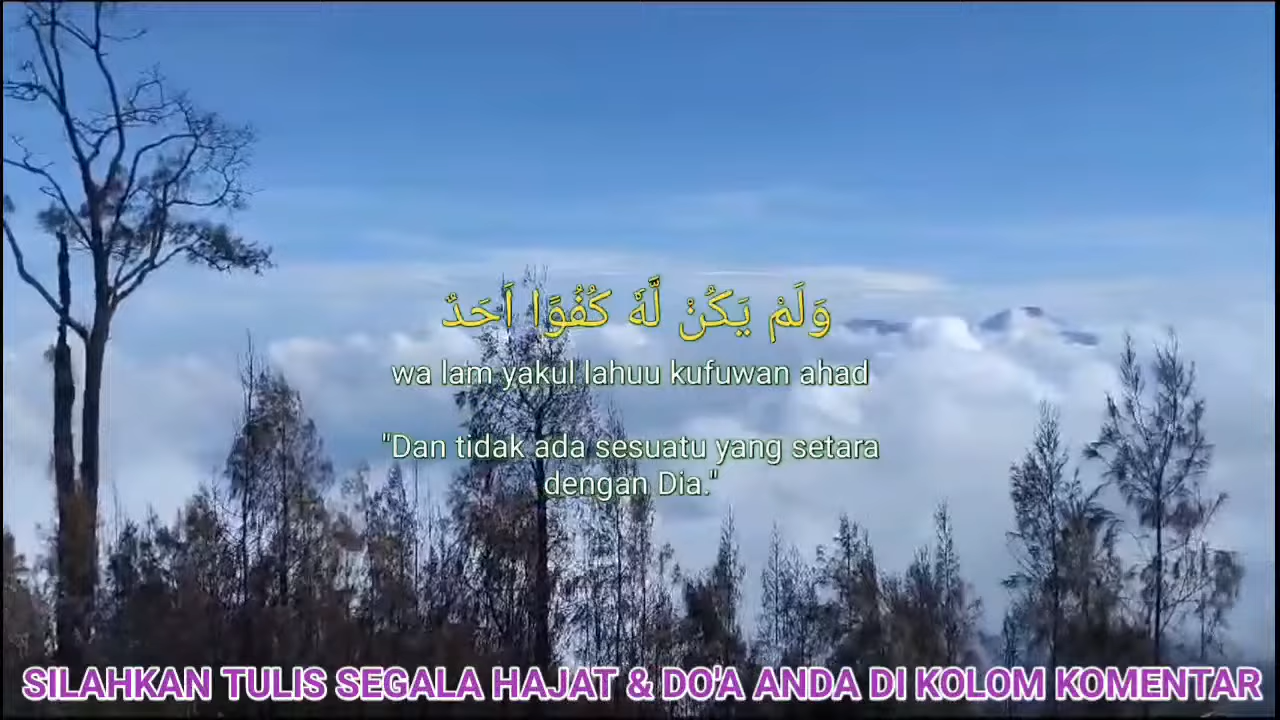 وَلَمْ يَكُنْ لَّهٗ كُفُوًا اَحَدٌ
wa lam yakul lahuu kufuwan ahad
"Dan tidak ada sesuatu yang setara
dengan Dia."
SILAHKAN TULIS SEGALA HAJAT & DO'A ANDA DI KOLOM KOMENTAR